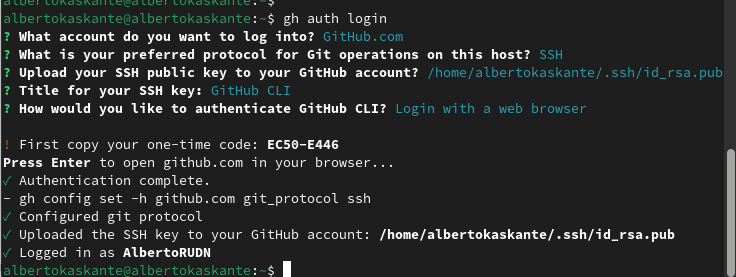 albertokaskante@albertokaskante:~$
albertokaskante@albertokaskante:~$ gh auth login
? What account do you want to log into? GitHub.com
? What is your preferred protocol for Git operations on this host? SSH
? Upload your SSH public key to your GitHub account? /home/albertokaskante/.ssh/id_rsa.pub
? Title for your SSH key: GitHub CLI
? How would you like to authenticate GitHub CLI? Login with a web browser
! First copy your one-time code: EC50-E446
Press Enter to open github.com in your browser...
✓ Authentication complete.
- gh config set -h github.com git_protocol ssh
✓ Configured git protocol
✓ Uploaded the SSH key to your GitHub account: /home/albertokaskante/.ssh/id_rsa.pub
✓ Logged in as AlbertoRUDN
albertokaskante@albertokaskante:~$